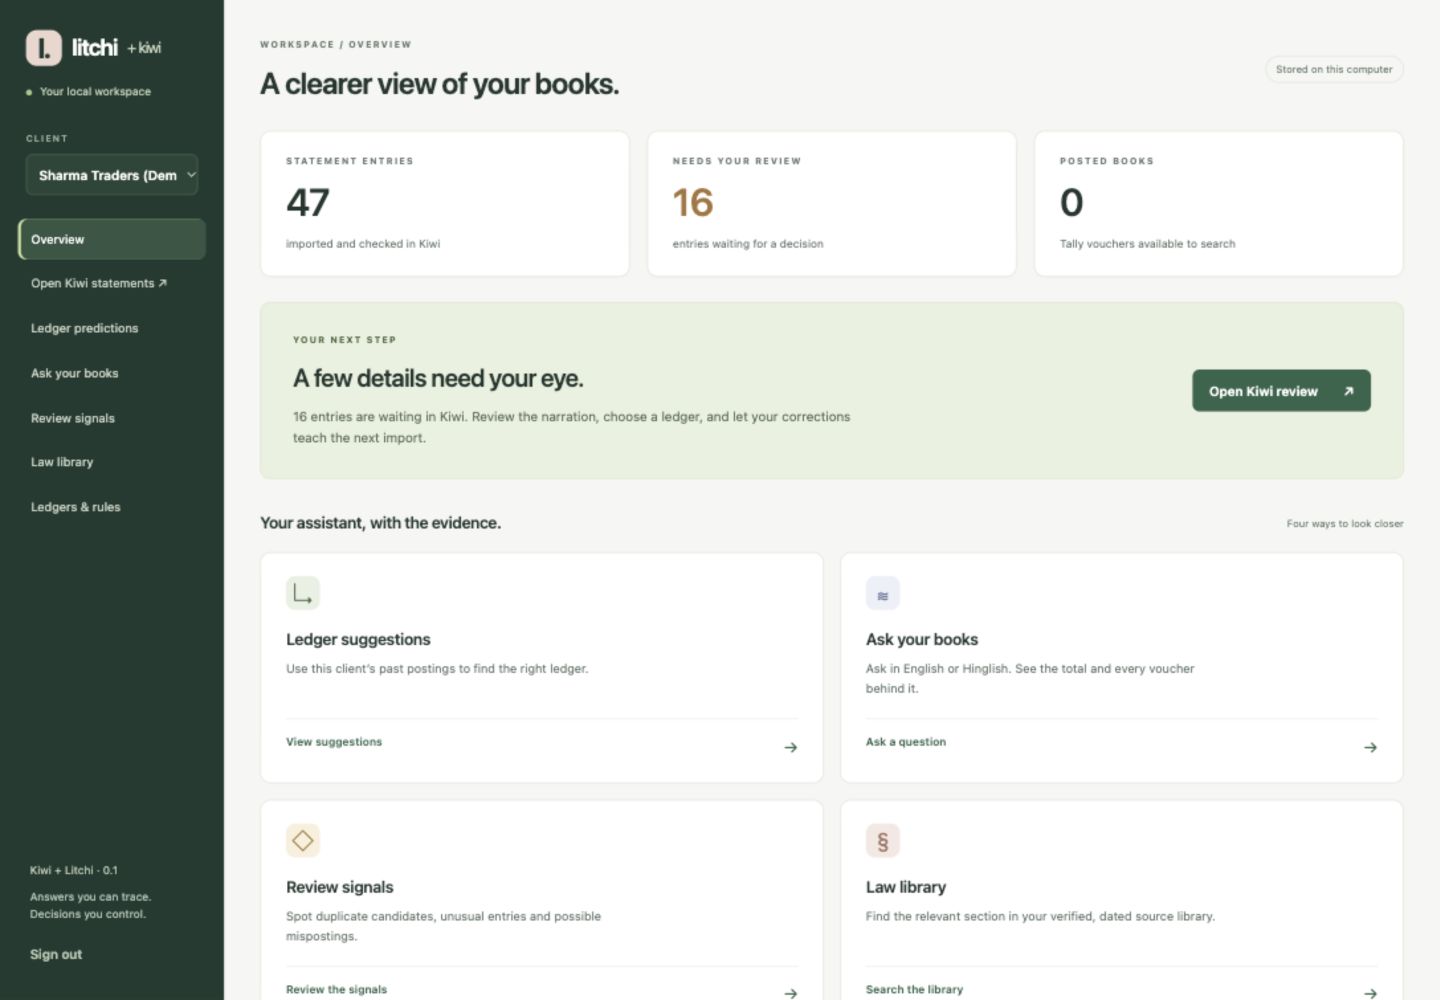 l. litchi + kiwi
Your local workspace
CLIENT
Sharma Traders (Dem
Overview
Open Kiwi statements ↗
Ledger predictions
Ask your books
Review signals
Law library
Ledgers & rules
Kiwi + Litchi · 0.1
Answers you can trace.
Decisions you control.
Sign out
WORKSPACE / OVERVIEW
A clearer view of your books.
Stored on this computer
STATEMENT ENTRIES
47
imported and checked in Kiwi
NEEDS YOUR REVIEW
16
entries waiting for a decision
POSTED BOOKS
0
Tally vouchers available to search
YOUR NEXT STEP
A few details need your eye.
16 entries are waiting in Kiwi. Review the narration, choose a ledger, and let your corrections
teach the next import.
Open Kiwi review ↗
Your assistant, with the evidence.
Four ways to look closer
Ledger suggestions
Use this client's past postings to find the right ledger.
View suggestions →
≋
Ask your books
Ask in English or Hinglish. See the total and every voucher
behind it.
Ask a question →
Review signals
Spot duplicate candidates, unusual entries and possible
mispostings.
Review the signals →
§
Law library
Find the relevant section in your verified, dated source library.
Search the library →